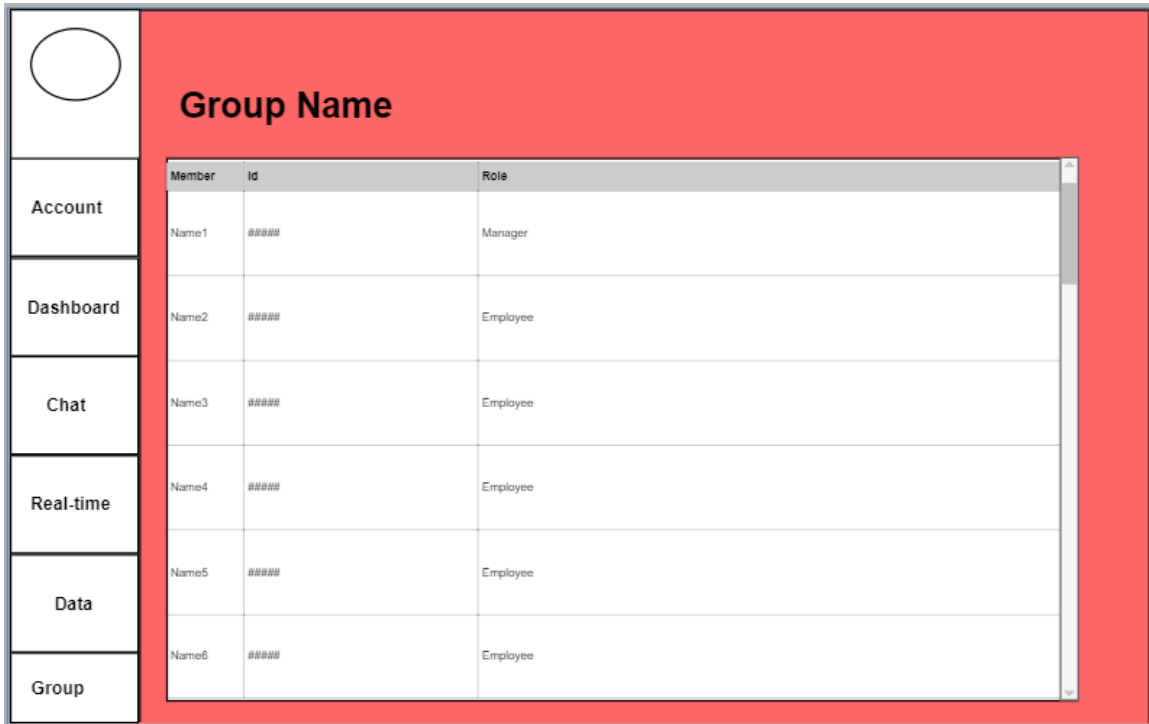 Group Name
Account
Dashboard
Chat
Real-time
Data
Group
Member Id Role
Name1 ##### Manager
Name2 ##### Employee
Name3 ##### Employee
Name4 ##### Employee
Name5 ##### Employee
Name6 ##### Employee